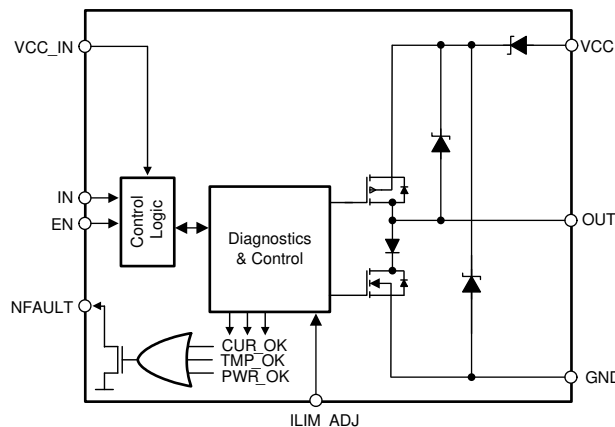 VCC_IN
VCC
IN
EN
Control
Logic
Diagnostics
& Control
OUT
NFAULT
CUR_OK
TMP_OK
PWR_OK
GND
ILIM_ADJ